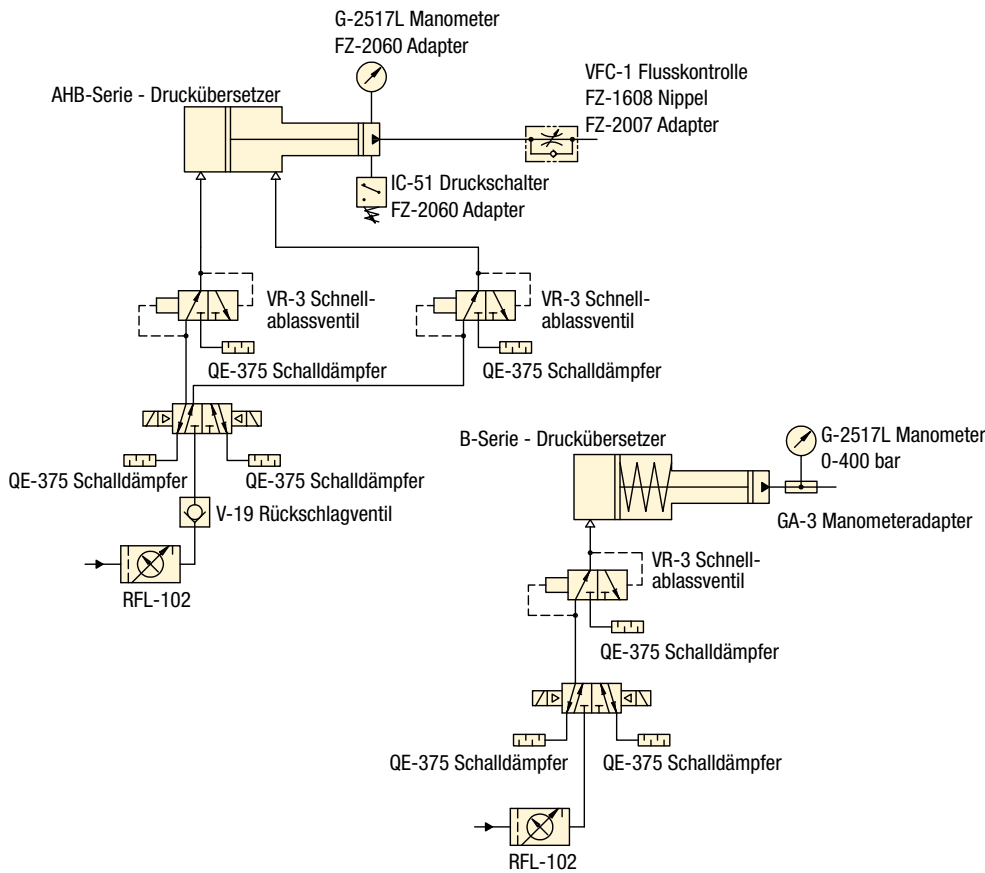 G-2517L Manometer
FZ-2060 Adapter
VFC-1 Flusskontrolle
FZ-1608 Nippel
FZ-2007 Adapter
AHB-Serie - Druckübersetzer
IC-51 Druckschalter
FZ-2060 Adapter
VR-3 Schnell-
ablassventil
VR-3 Schnell-
ablassventil
QE-375 Schalldämpfer
QE-375 Schalldämpfer
QE-375 Schalldämpfer
QE-375 Schalldämpfer
V-19 Rückschlagventil
RFL-102
B-Serie - Druckübersetzer
G-2517L Manometer
0-400 bar
GA-3 Manometeradapter
VR-3 Schnell-
ablassventil
QE-375 Schalldämpfer
QE-375 Schalldämpfer
QE-375 Schalldämpfer
RFL-102